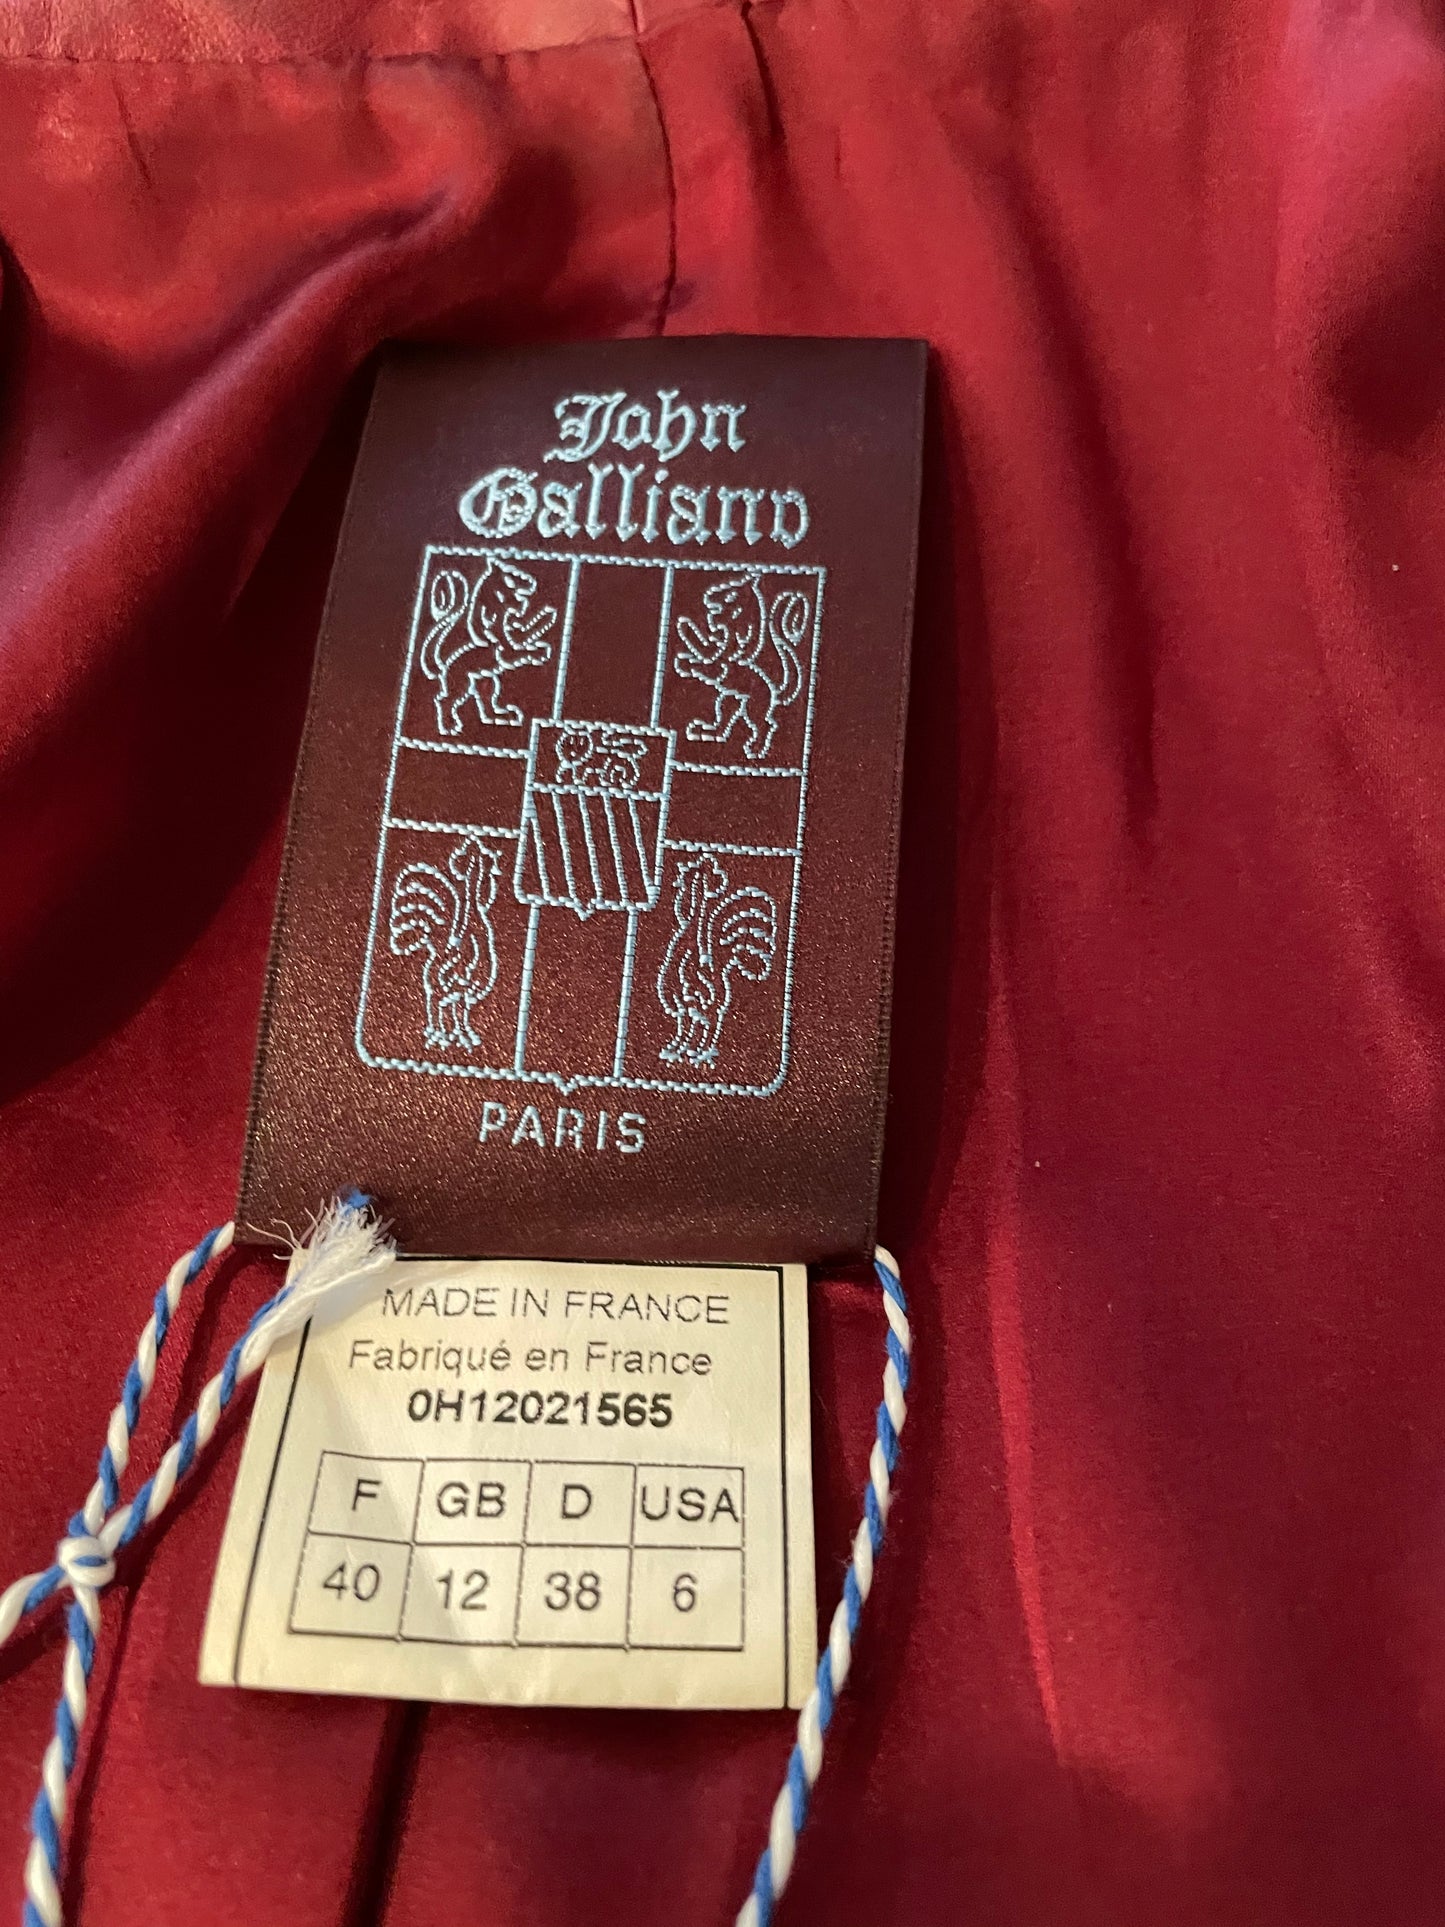 John
Galliano
PARIS
MADE IN FRANCE
Fabriqué en France
0H12021565
F GB D USA
40 12 38 6